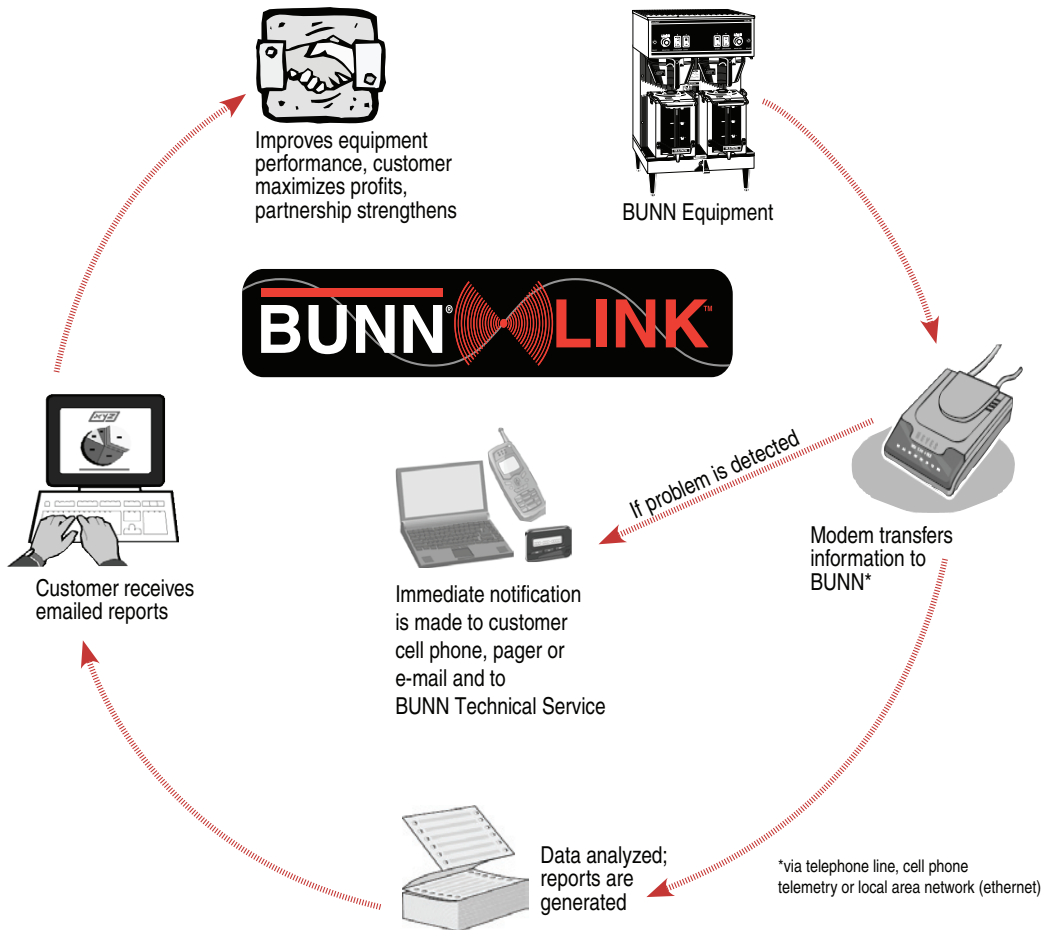 Improves equipment
performance, customer
maximizes profits,
partnership strengthens
BUNN Equipment
BUNN® LINK™
If problem is detected
Modem transfers
information to
BUNN*
Immediate notification
is made to customer
cell phone, pager or
e-mail and to
BUNN Technical Service
xyz
Customer receives
emailed reports
Data analyzed;
reports are
generated
*via telephone line, cell phone
telemetry or local area network (ethernet)